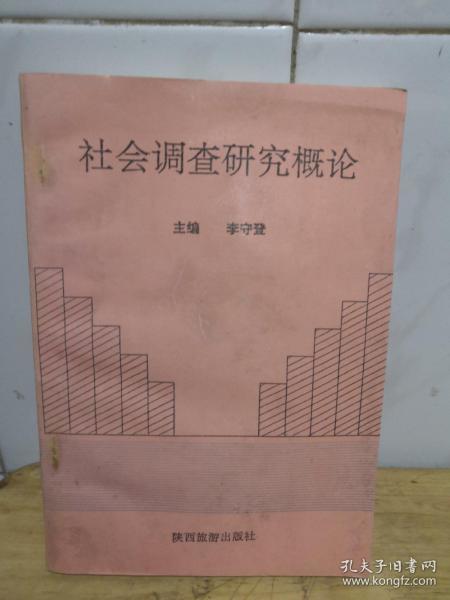 社会调查研究概论
主编 李守登
陕西旅游出版社
孔夫子旧书网
www.kongfz.com